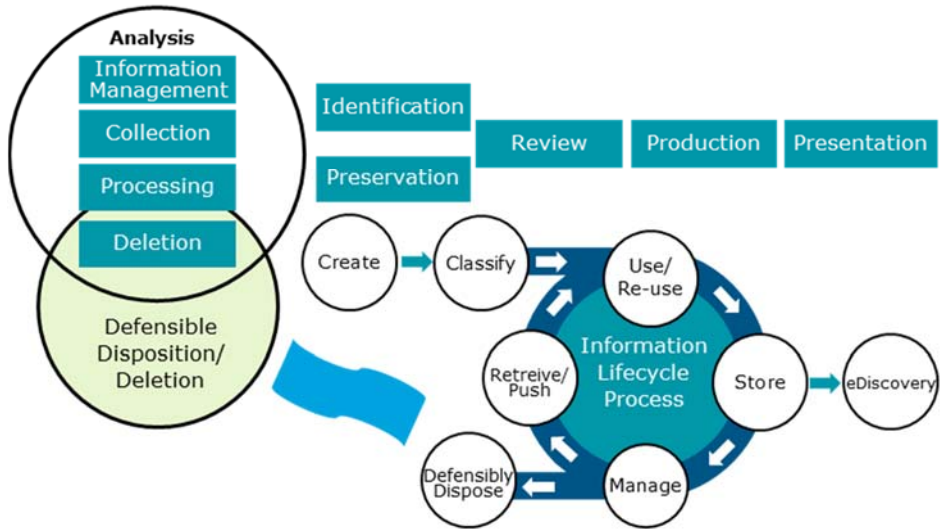 Analysis
Information
Management
Collection
Processing
Deletion
Defensible
Disposition/
Deletion
Identification
Preservation
Review
Production
Presentation
Create
Classify
Use/
Re-use
Information
Lifecycle
Process
Retreive/
Push
Store
eDiscovery
Defensibly
Dispose
Manage